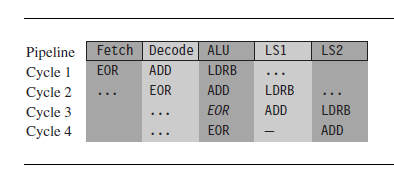 Pipeline Fetch Decode ALU LS1 LS2
Cycle 1 EOR ADD LDRB ...
Cycle 2 ... EOR ADD LDRB ...
Cycle 3 ... EOR ADD LDRB
Cycle 4 ... EOR — ADD